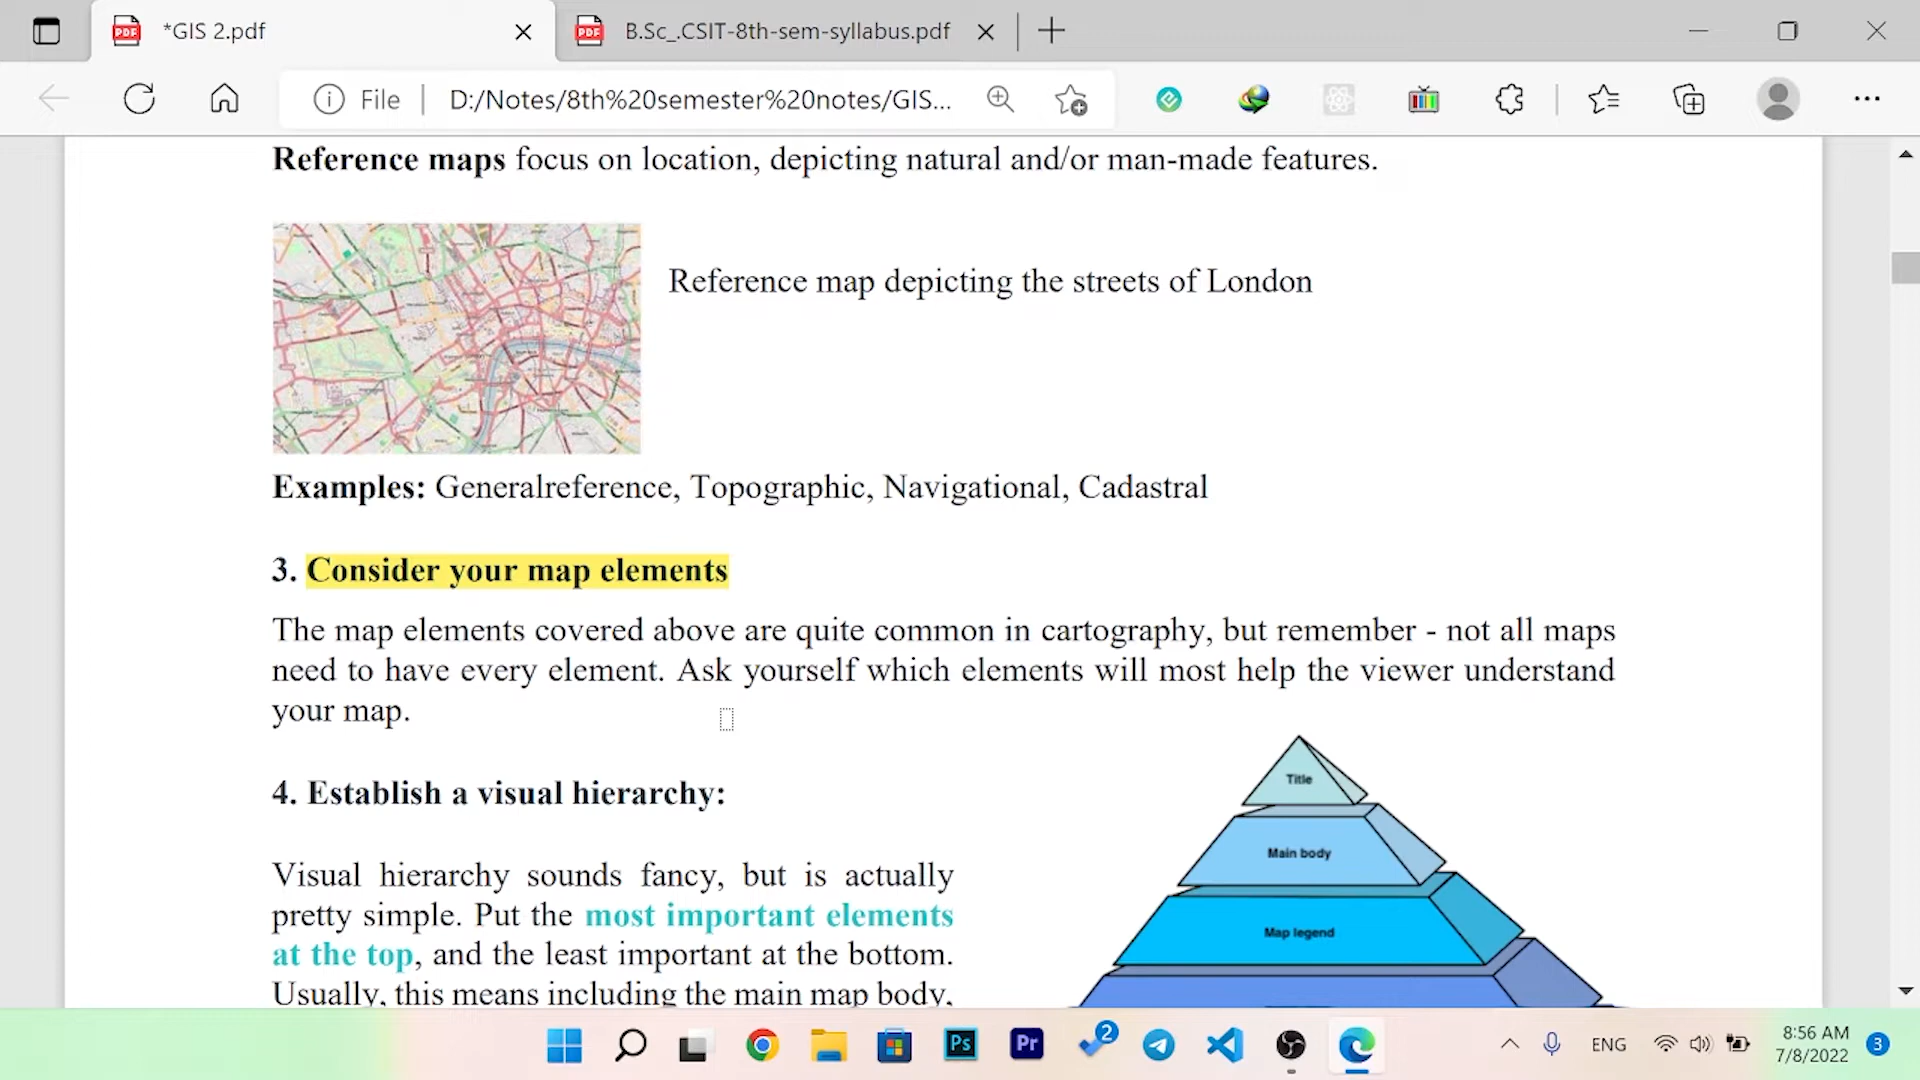 *GIS 2.pdf
B.Sc_.CSIT-8th-sem-syllabus.pdf
File
D:/Notes/8th%20semester%20notes/GIS...
Reference maps focus on location, depicting natural and/or man-made features.
Reference map depicting the streets of London
Examples: Generalreference, Topographic, Navigational, Cadastral
3. Consider your map elements
The map elements covered above are quite common in cartography, but remember - not all maps
need to have every element. Ask yourself which elements will most help the viewer understand
your map.
4. Establish a visual hierarchy:
Visual hierarchy sounds fancy, but is actually
pretty simple. Put the most important elements
at the top, and the least important at the bottom.
Usually, this means including the main map body,
Title
Main body
Map legend
Ps
Pr
2
ENG
8:56 AM
7/8/2022
3